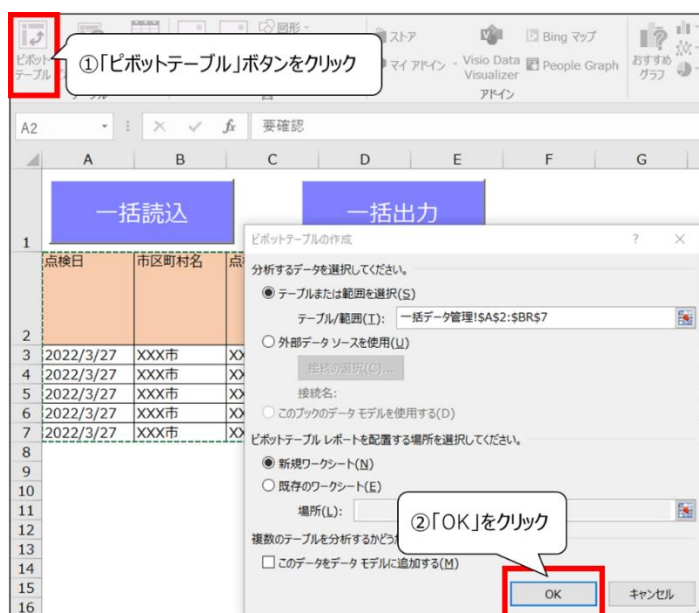 図形
ストア
Bing マップ
ピボット
テーブル
①「ピボットテーブル」ボタンをクリック
マイ アドイン
Visio Data
Visualizer
People Graph
おすすめ
グラフ
アドイン
A2
fx
要確認
A B C D E F G
一括読込
一括出力
1
点検日 市区町村名
2
3 2022/3/27 XXX市 XX
4 2022/3/27 XXX市 XX
5 2022/3/27 XXX市 XX
6 2022/3/27 XXX市 XX
7 2022/3/27 XXX市 XX
8
9
10
11
12
13
14
15
16
ピボットテーブルの作成 ? ×
分析するデータを選択してください。
テーブルまたは範囲を選択(S)
テーブル/範囲(T): 一括データ管理!$A$2:$BR$7
外部データ ソースを使用(U)
接続の選択(C)...
接続名:
このブックのデータ モデルを使用する(D)
ピボットテーブル レポートを配置する場所を選択してください。
新規ワークシート(N)
既存のワークシート(E)
場所(L):
②「OK」をクリック
複数のテーブルを分析するかどう
このデータをデータ モデルに追加する(M)
OK
キャンセル